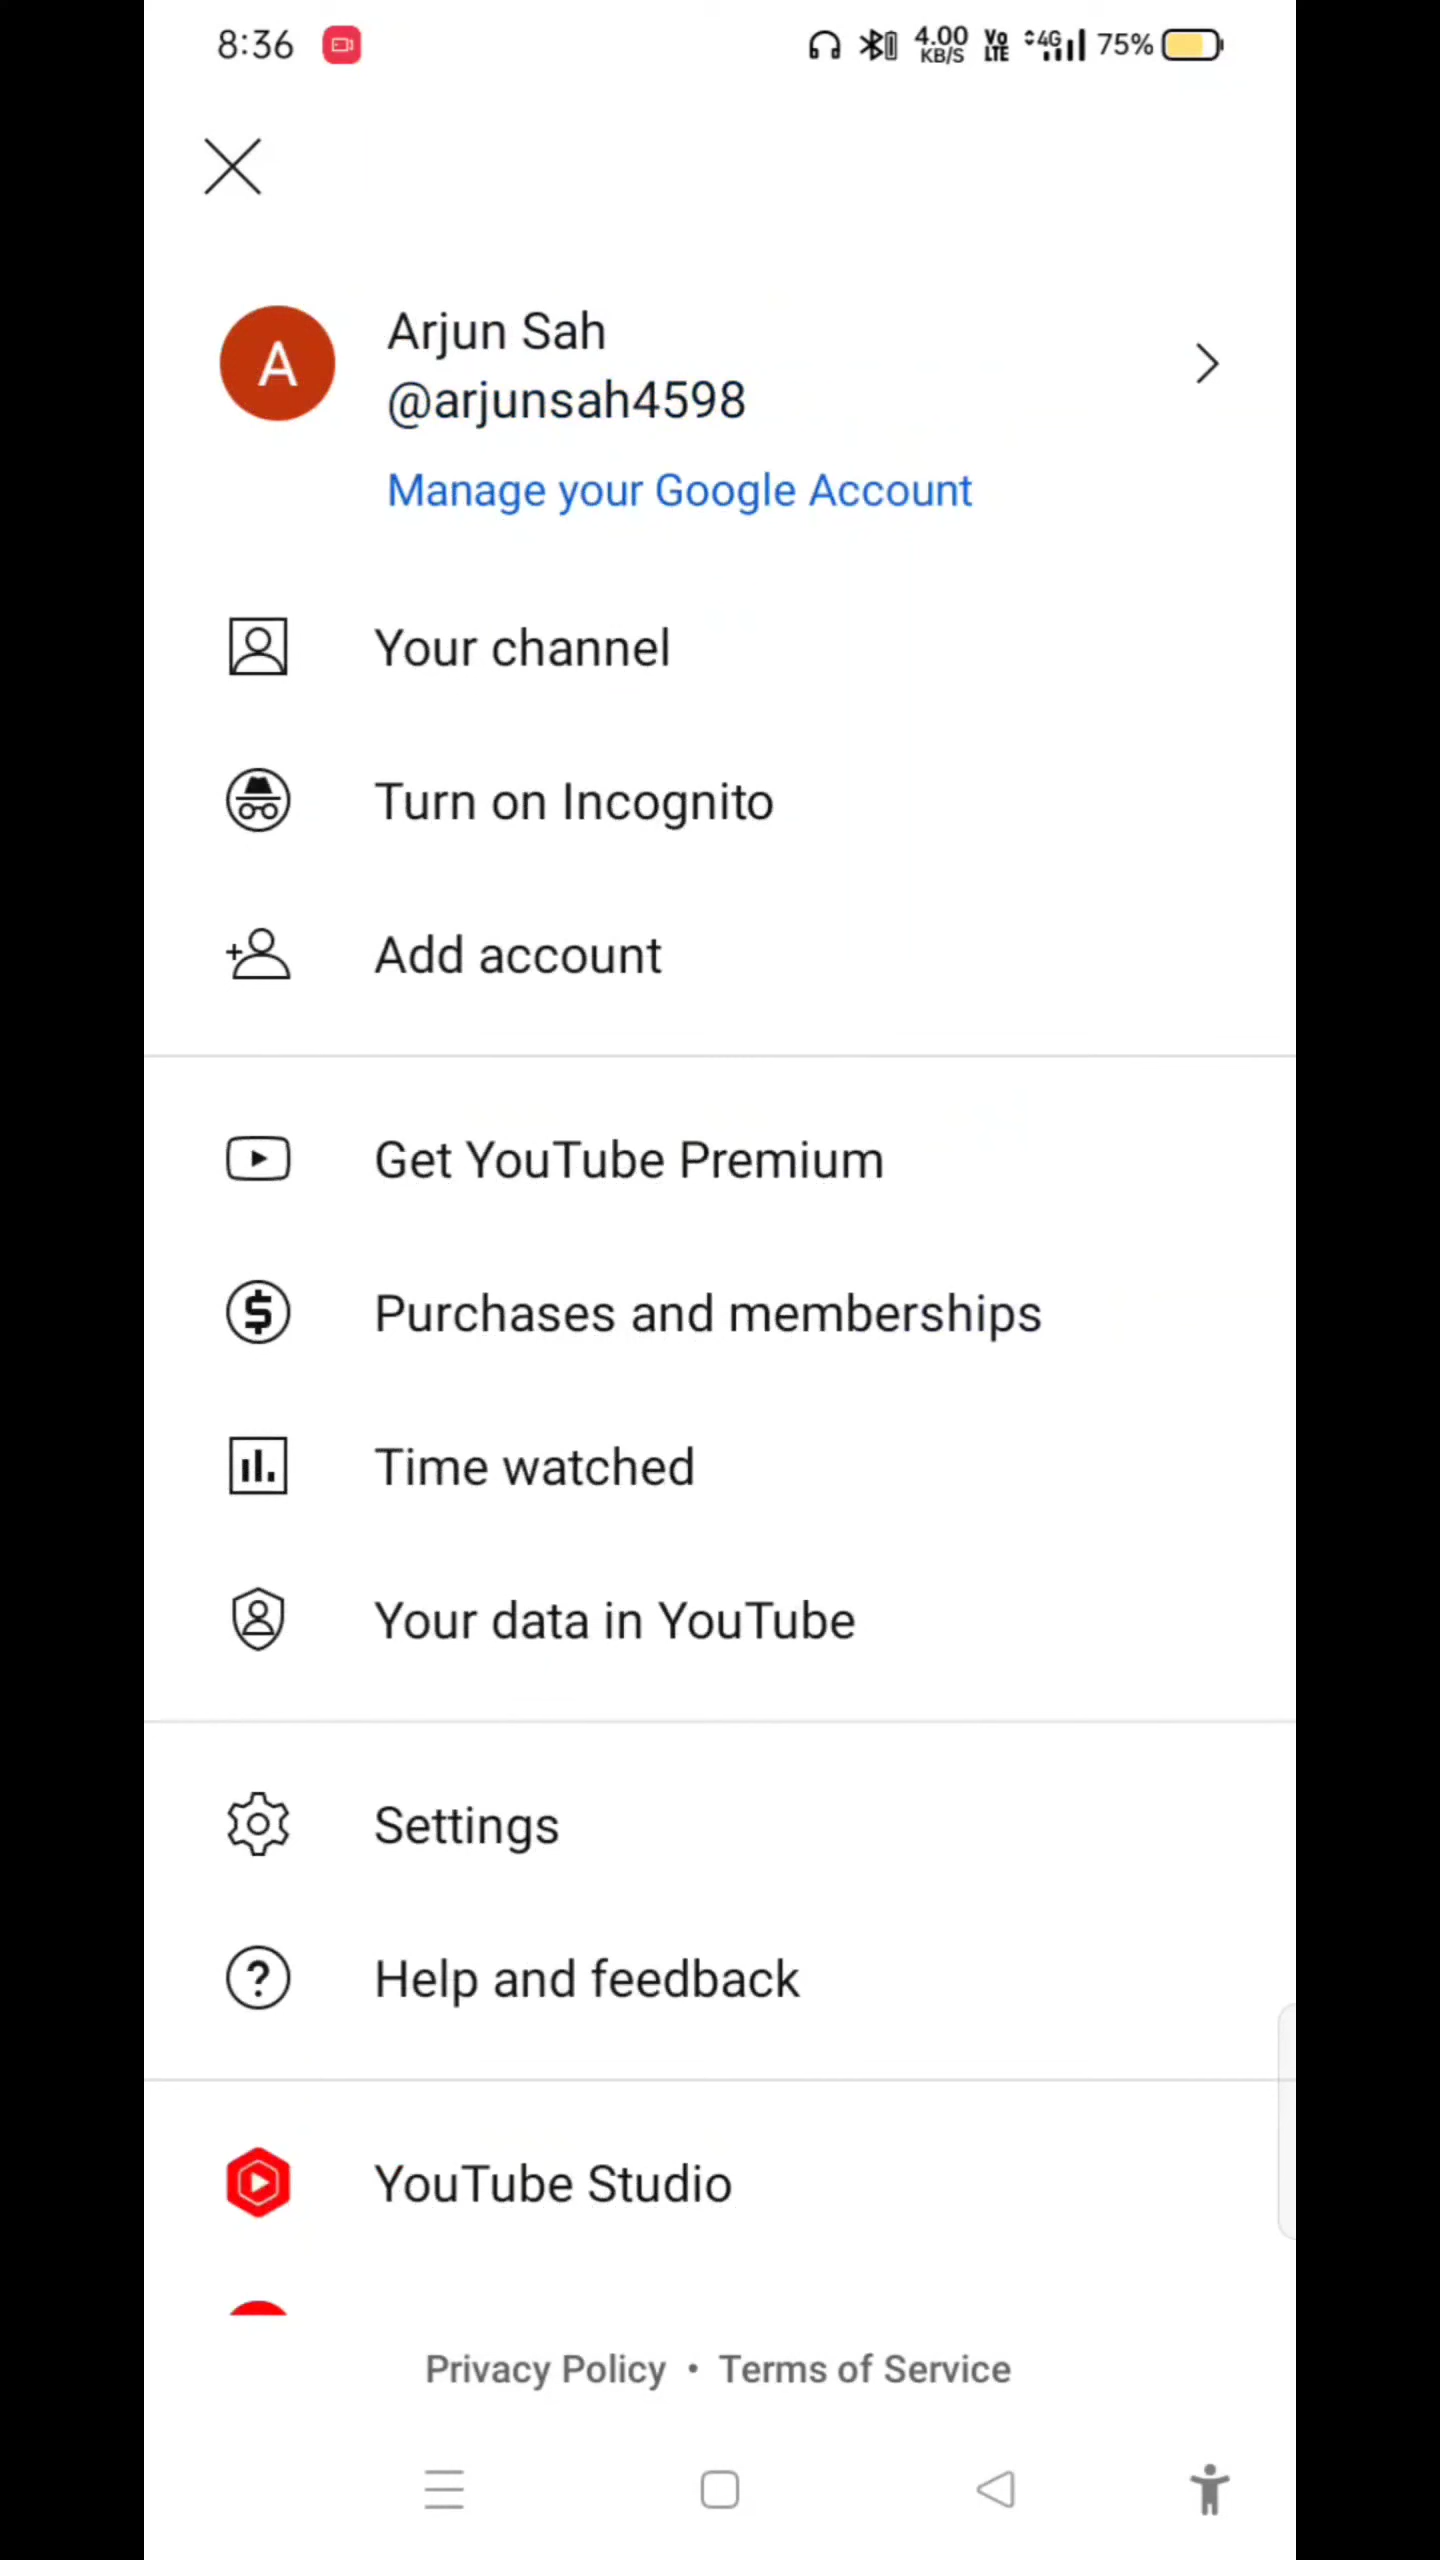 8:36 4.00 KB/S Vo LTE 4G 75%
A
Arjun Sah
@arjunsah4598
Manage your Google Account
Your channel
Turn on Incognito
Add account
Get YouTube Premium
Purchases and memberships
Time watched
Your data in YouTube
Settings
Help and feedback
YouTube Studio
Privacy Policy • Terms of Service